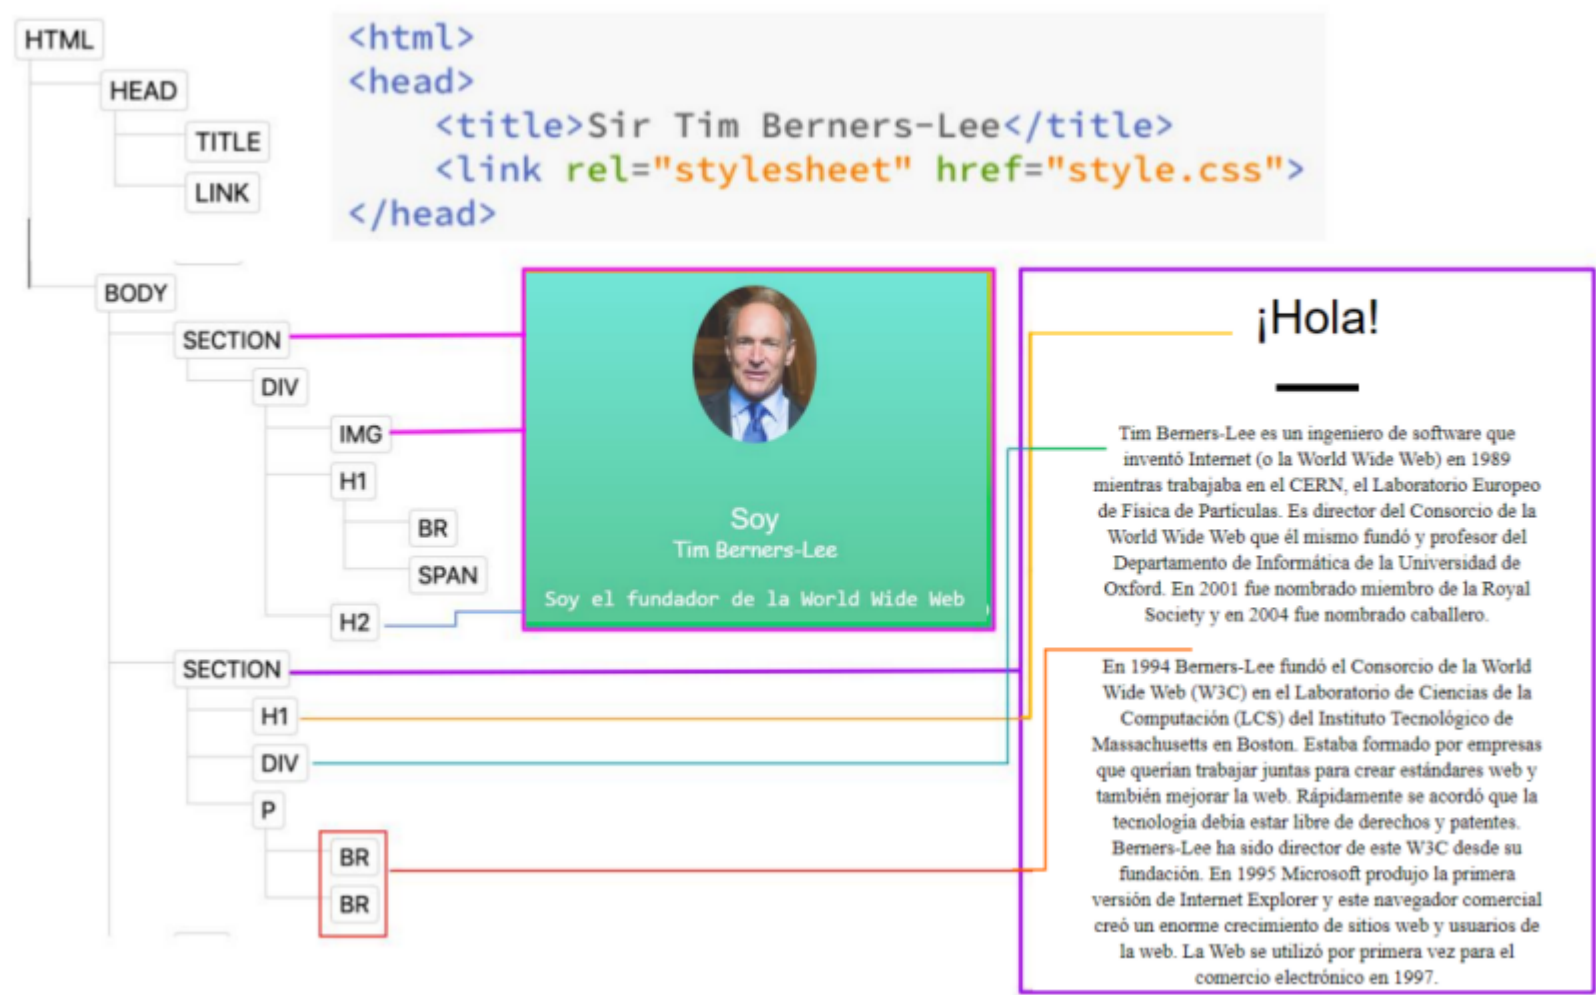 HTML
HEAD
TITLE
LINK
<html>
<head>
<title>Sir Tim Berners-Lee</title>
<link rel="stylesheet" href="style.css">
</head>
BODY
SECTION
DIV
IMG
H1
BR
SPAN
H2
SECTION
H1
DIV
P
BR
BR
Soy
Tim Berners-Lee
Soy el fundador de la World Wide Web
¡Hola!
Tim Berners-Lee es un ingeniero de software que
inventó Internet (o la World Wide Web) en 1989
mientras trabajaba en el CERN, el Laboratorio Europeo
de Física de Partículas. Es director del Consorcio de la
World Wide Web que él mismo fundó y profesor del
Departamento de Informática de la Universidad de
Oxford. En 2001 fue nombrado miembro de la Royal
Society y en 2004 fue nombrado caballero.
En 1994 Berners-Lee fundó el Consorcio de la World
Wide Web (W3C) en el Laboratorio de Ciencias de la
Computación (LCS) del Instituto Tecnológico de
Massachusetts en Boston. Estaba formado por empresas
que querían trabajar juntas para crear estándares web y
también mejorar la web. Rápidamente se acordó que la
tecnología debía estar libre de derechos y patentes.
Berners-Lee ha sido director de este W3C desde su
fundación. En 1995 Microsoft produjo la primera
versión de Internet Explorer y este navegador comercial
creó un enorme crecimiento de sitios web y usuarios de
la web. La Web se utilizó por primera vez para el
comercio electrónico en 1997.